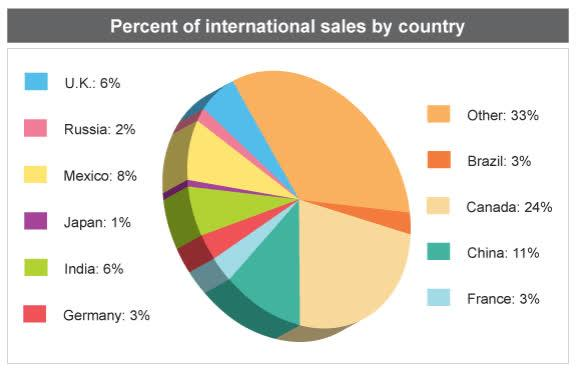 Percent of international sales by country
U.K.: 6%
Russia: 2%
Mexico: 8%
Japan: 1%
India: 6%
Germany: 3%
Other: 33%
Brazil: 3%
Canada: 24%
China: 11%
France: 3%